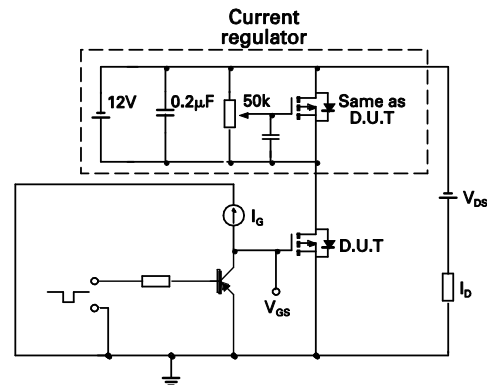 Current
regulator
12V
0.2µF
50k
Same as
D.U.T
V_DS
I_G
D.U.T
V_GS
I_D